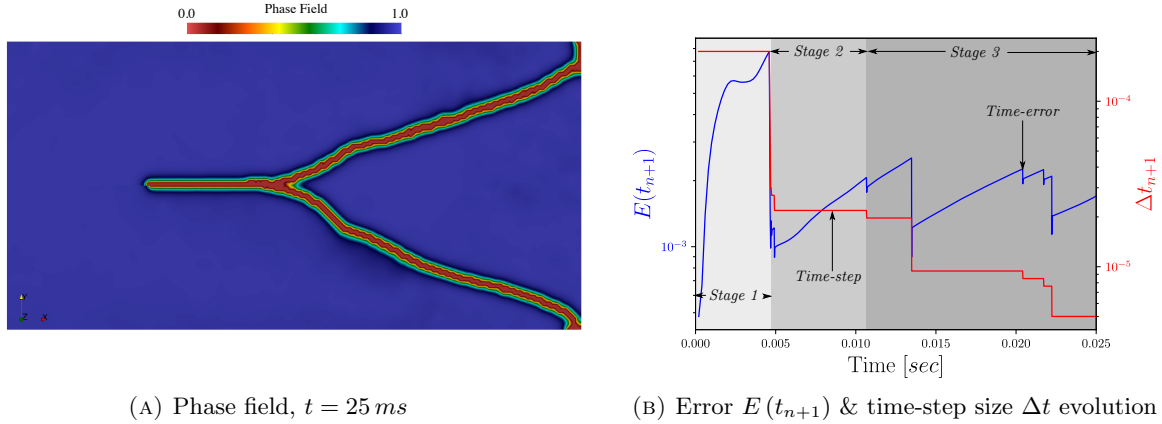 Phase Field
0.0 1.0
Y
Z X
E(t_{n+1})
10^{-3}
Stage 1
Stage 2
Stage 3
Time-error
Time-step
10^{-4}
10^{-5}
Δt_{n+1}
0.000 0.005 0.010 0.015 0.020 0.025
Time [sec]
(A) Phase field, t = 25 ms
(B) Error E (t_{n+1}) & time-step size Δt evolution